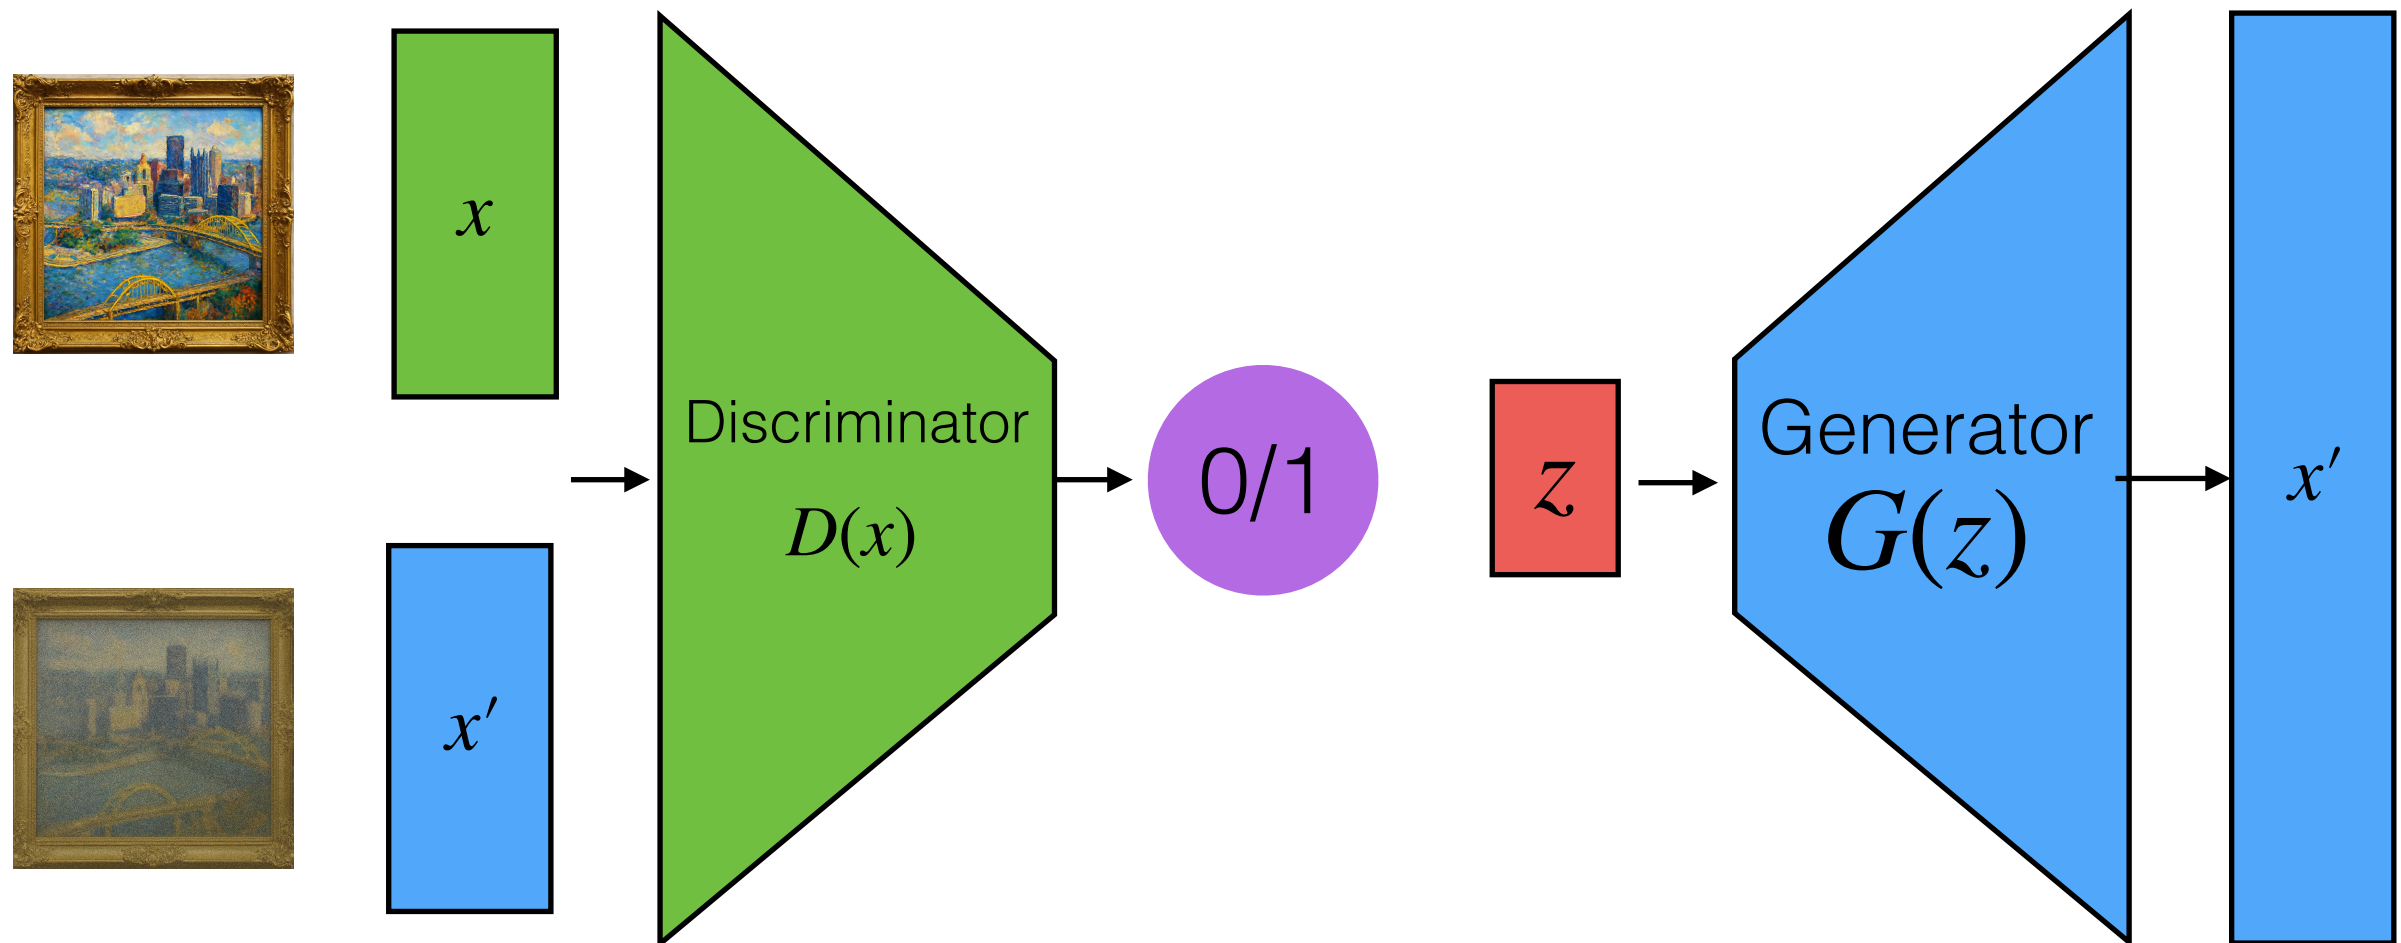 x
x′
Discriminator
D(x)
0/1
z
Generator
G(z)
x′